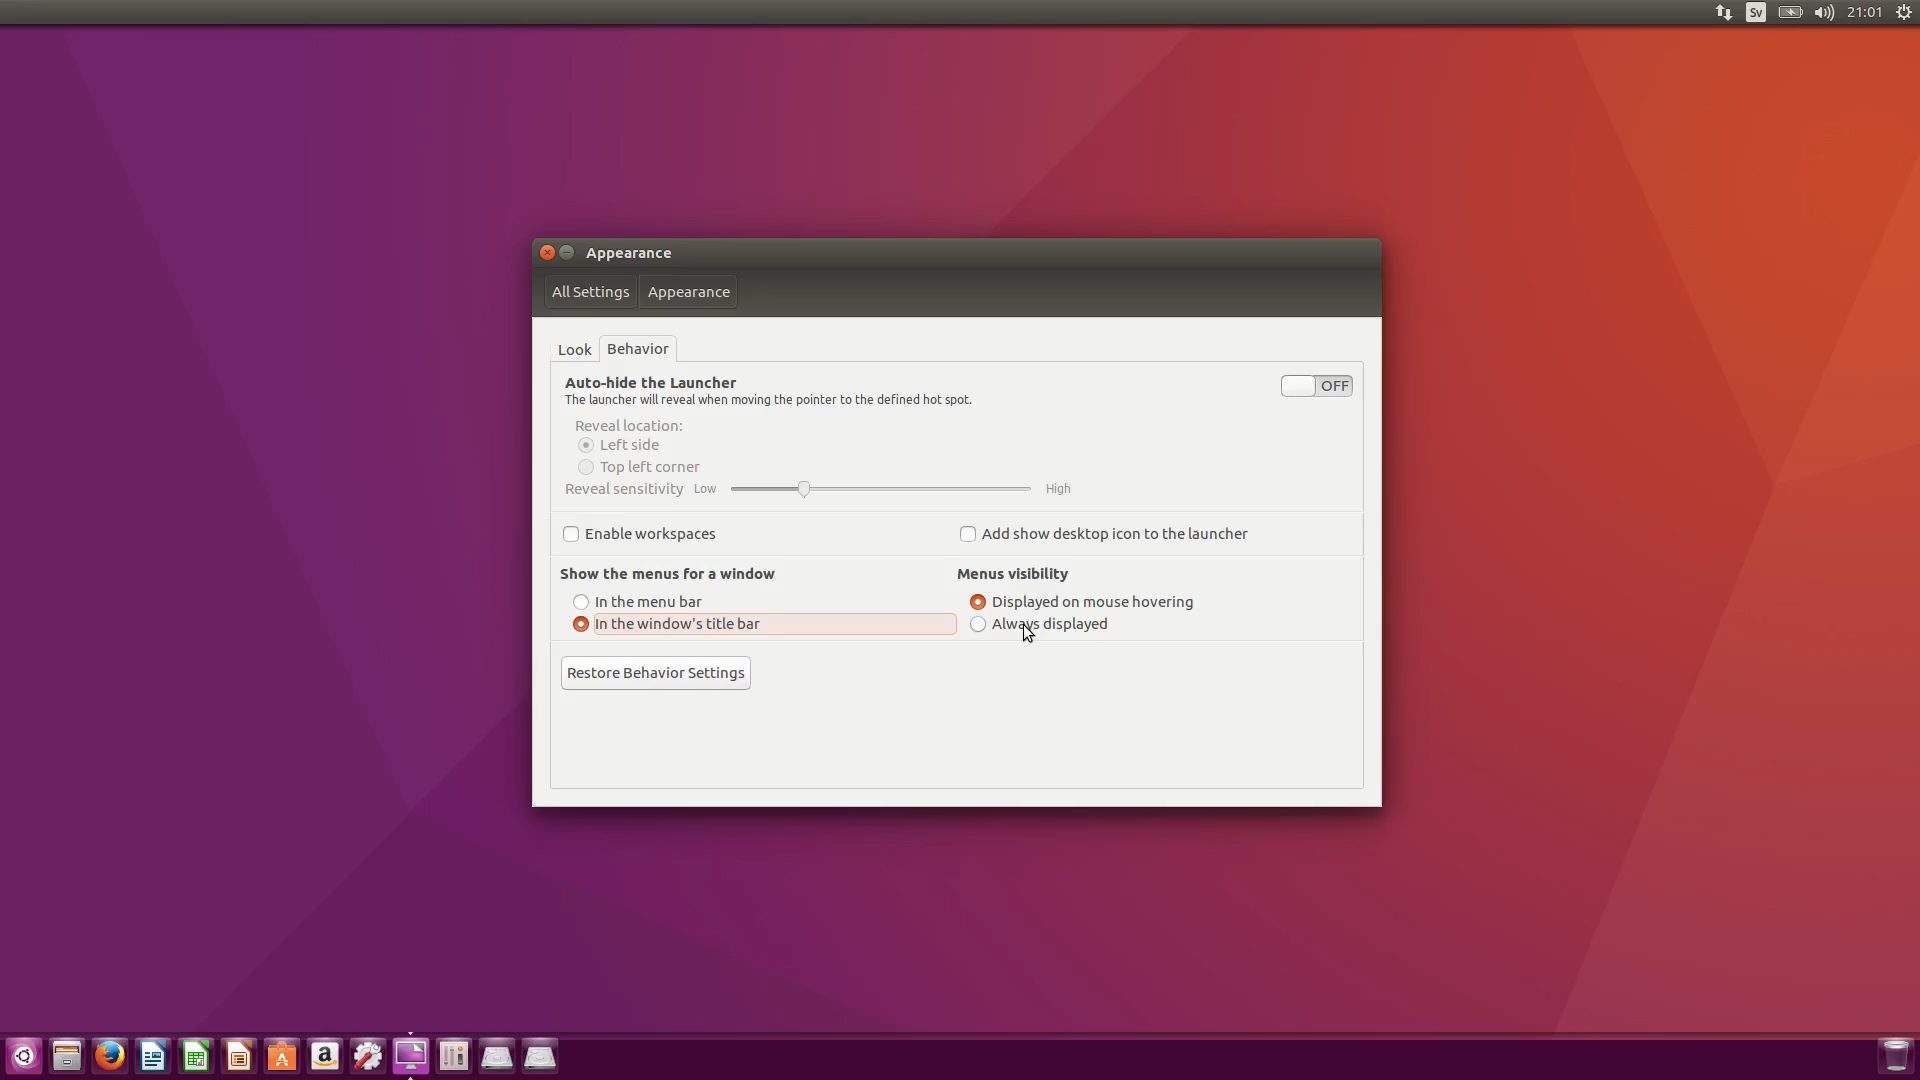 Sv 21:01
Appearance
All Settings Appearance
Look Behavior
Auto-hide the Launcher OFF
The launcher will reveal when moving the pointer to the defined hot spot.
Reveal location:
Left side
Top left corner
Reveal sensitivity Low High
Enable workspaces Add show desktop icon to the launcher
Show the menus for a window Menus visibility
In the menu bar Displayed on mouse hovering
In the window's title bar Always displayed
Restore Behavior Settings